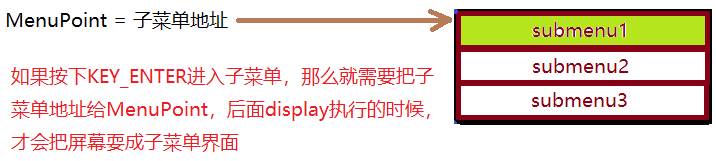 MenuPoint = 子菜单地址
submenu1
submenu2
submenu3
如果按下KEY_ENTER进入子菜单，那么就需要把子
菜单地址给MenuPoint，后面display执行的时候，
才会把屏幕耍成子菜单界面